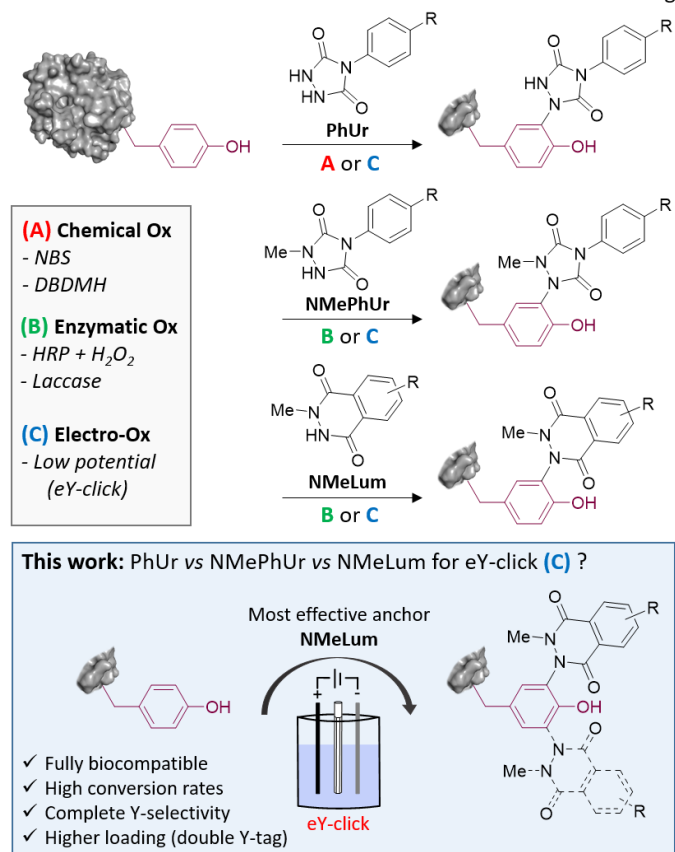 R
O
N
HN
HN
O
PhUr
A or C
OH
R
O
N
HN
N
O
OH
(A) Chemical Ox
- NBS
- DBDMH
(B) Enzymatic Ox
- HRP + H2O2
- Laccase
(C) Electro-Ox
- Low potential
(eY-click)
R
O
Me
N
N
HN
O
NMePhUr
B or C
R
O
Me
N
N
N
O
OH
O
R
Me
N
NH
O
NMeLum
B or C
O
R
Me
N
N
O
OH
This work: PhUr vs NMePhUr vs NMeLum for eY-click (C) ?
Most effective anchor
NMeLum
+ -
eY-click
OH
✓ Fully biocompatible
✓ High conversion rates
✓ Complete Y-selectivity
✓ Higher loading (double Y-tag)
O
R
Me
N
N
O
OH
N
O
Me
N
O
R